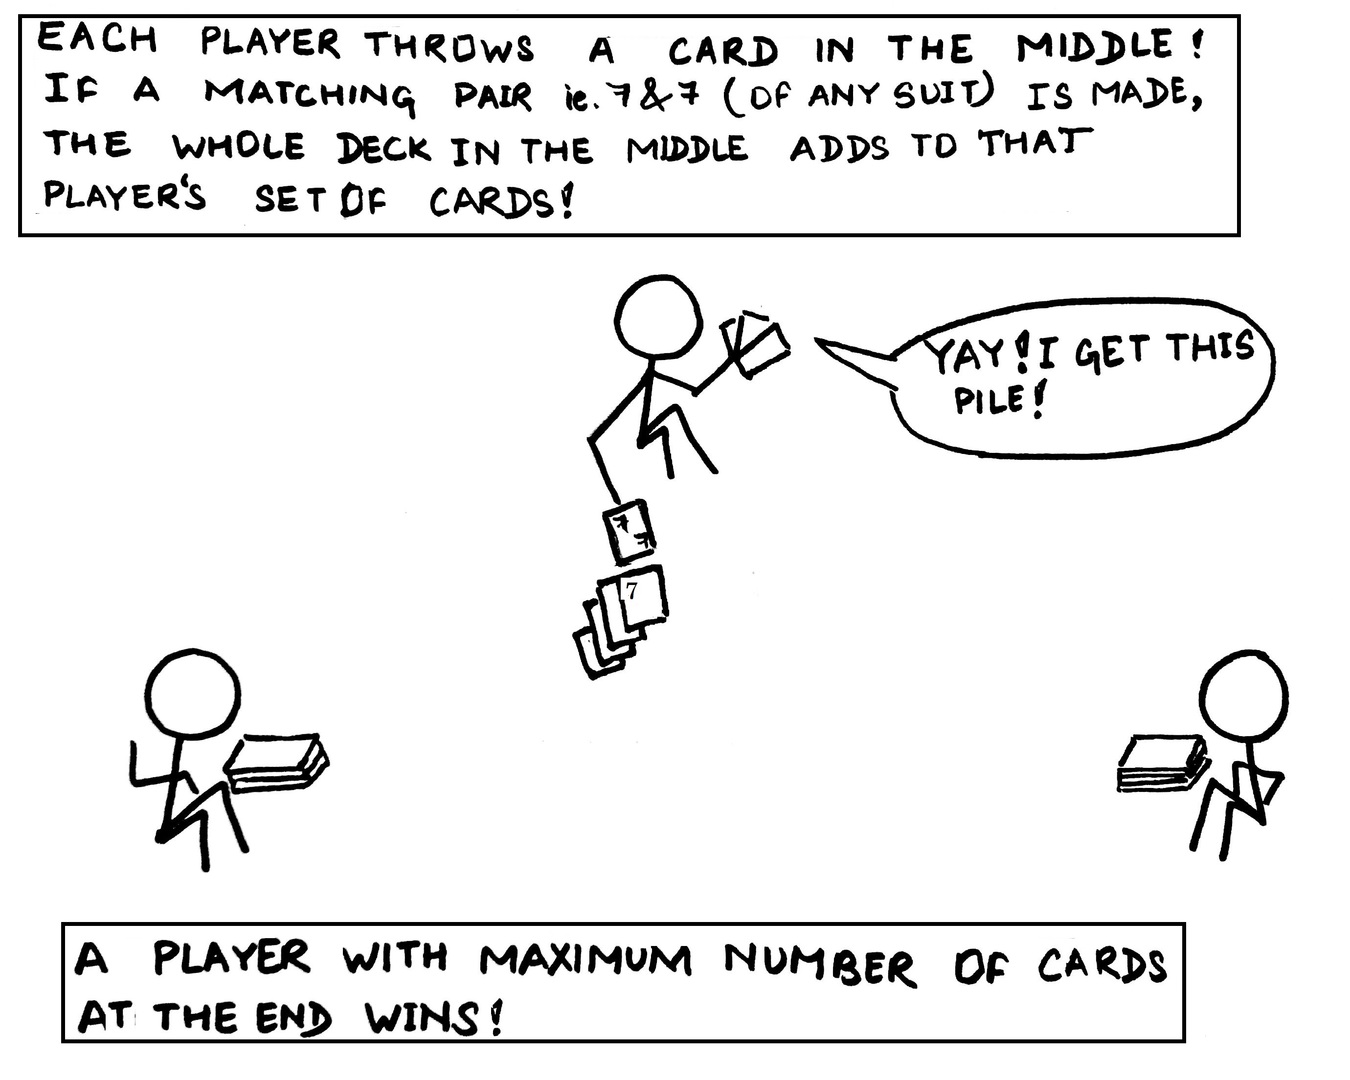 EACH PLAYER THROWS A CARD IN THE MIDDLE!
IF A MATCHING PAIR ie. 7 & 7 (OF ANY SUIT) IS MADE,
THE WHOLE DECK IN THE MIDDLE ADDS TO THAT
PLAYER'S SET OF CARDS!
YAY! I GET THIS
PILE!
7
7
7
A PLAYER WITH MAXIMUM NUMBER OF CARDS
AT THE END WINS!